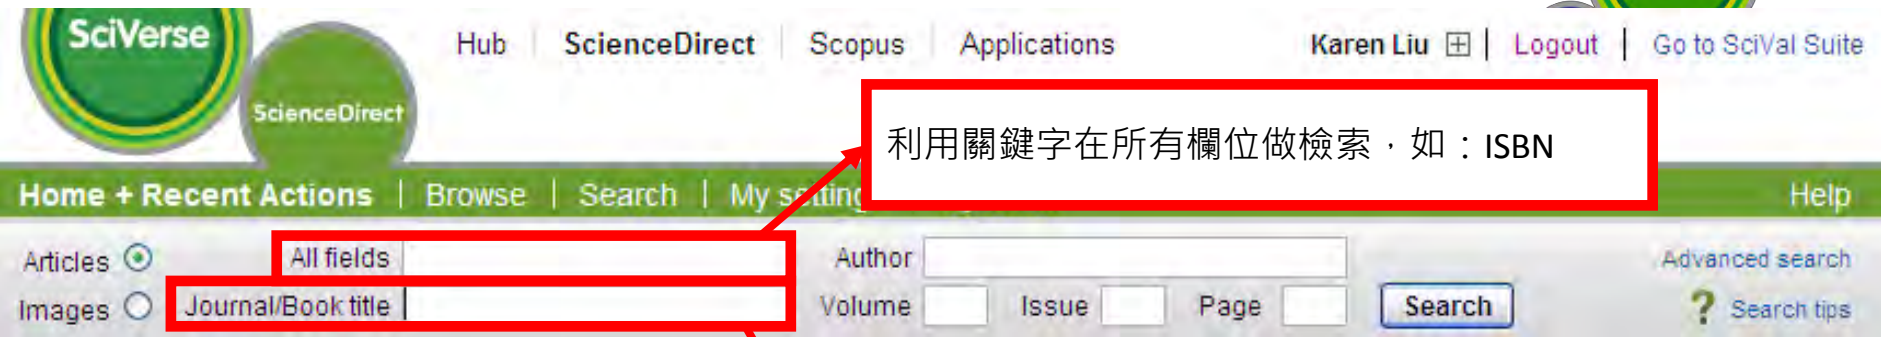 SciVerse
ScienceDirect
Hub ScienceDirect Scopus Applications Karen Liu Logout Go to SciVal Suite
利用關鍵字在所有欄位做檢索，如：ISBN
Home + Recent Actions Browse Search My setting Help
Articles All fields Author Advanced search
Images Journal/Book title Volume Issue Page Search ? Search tips